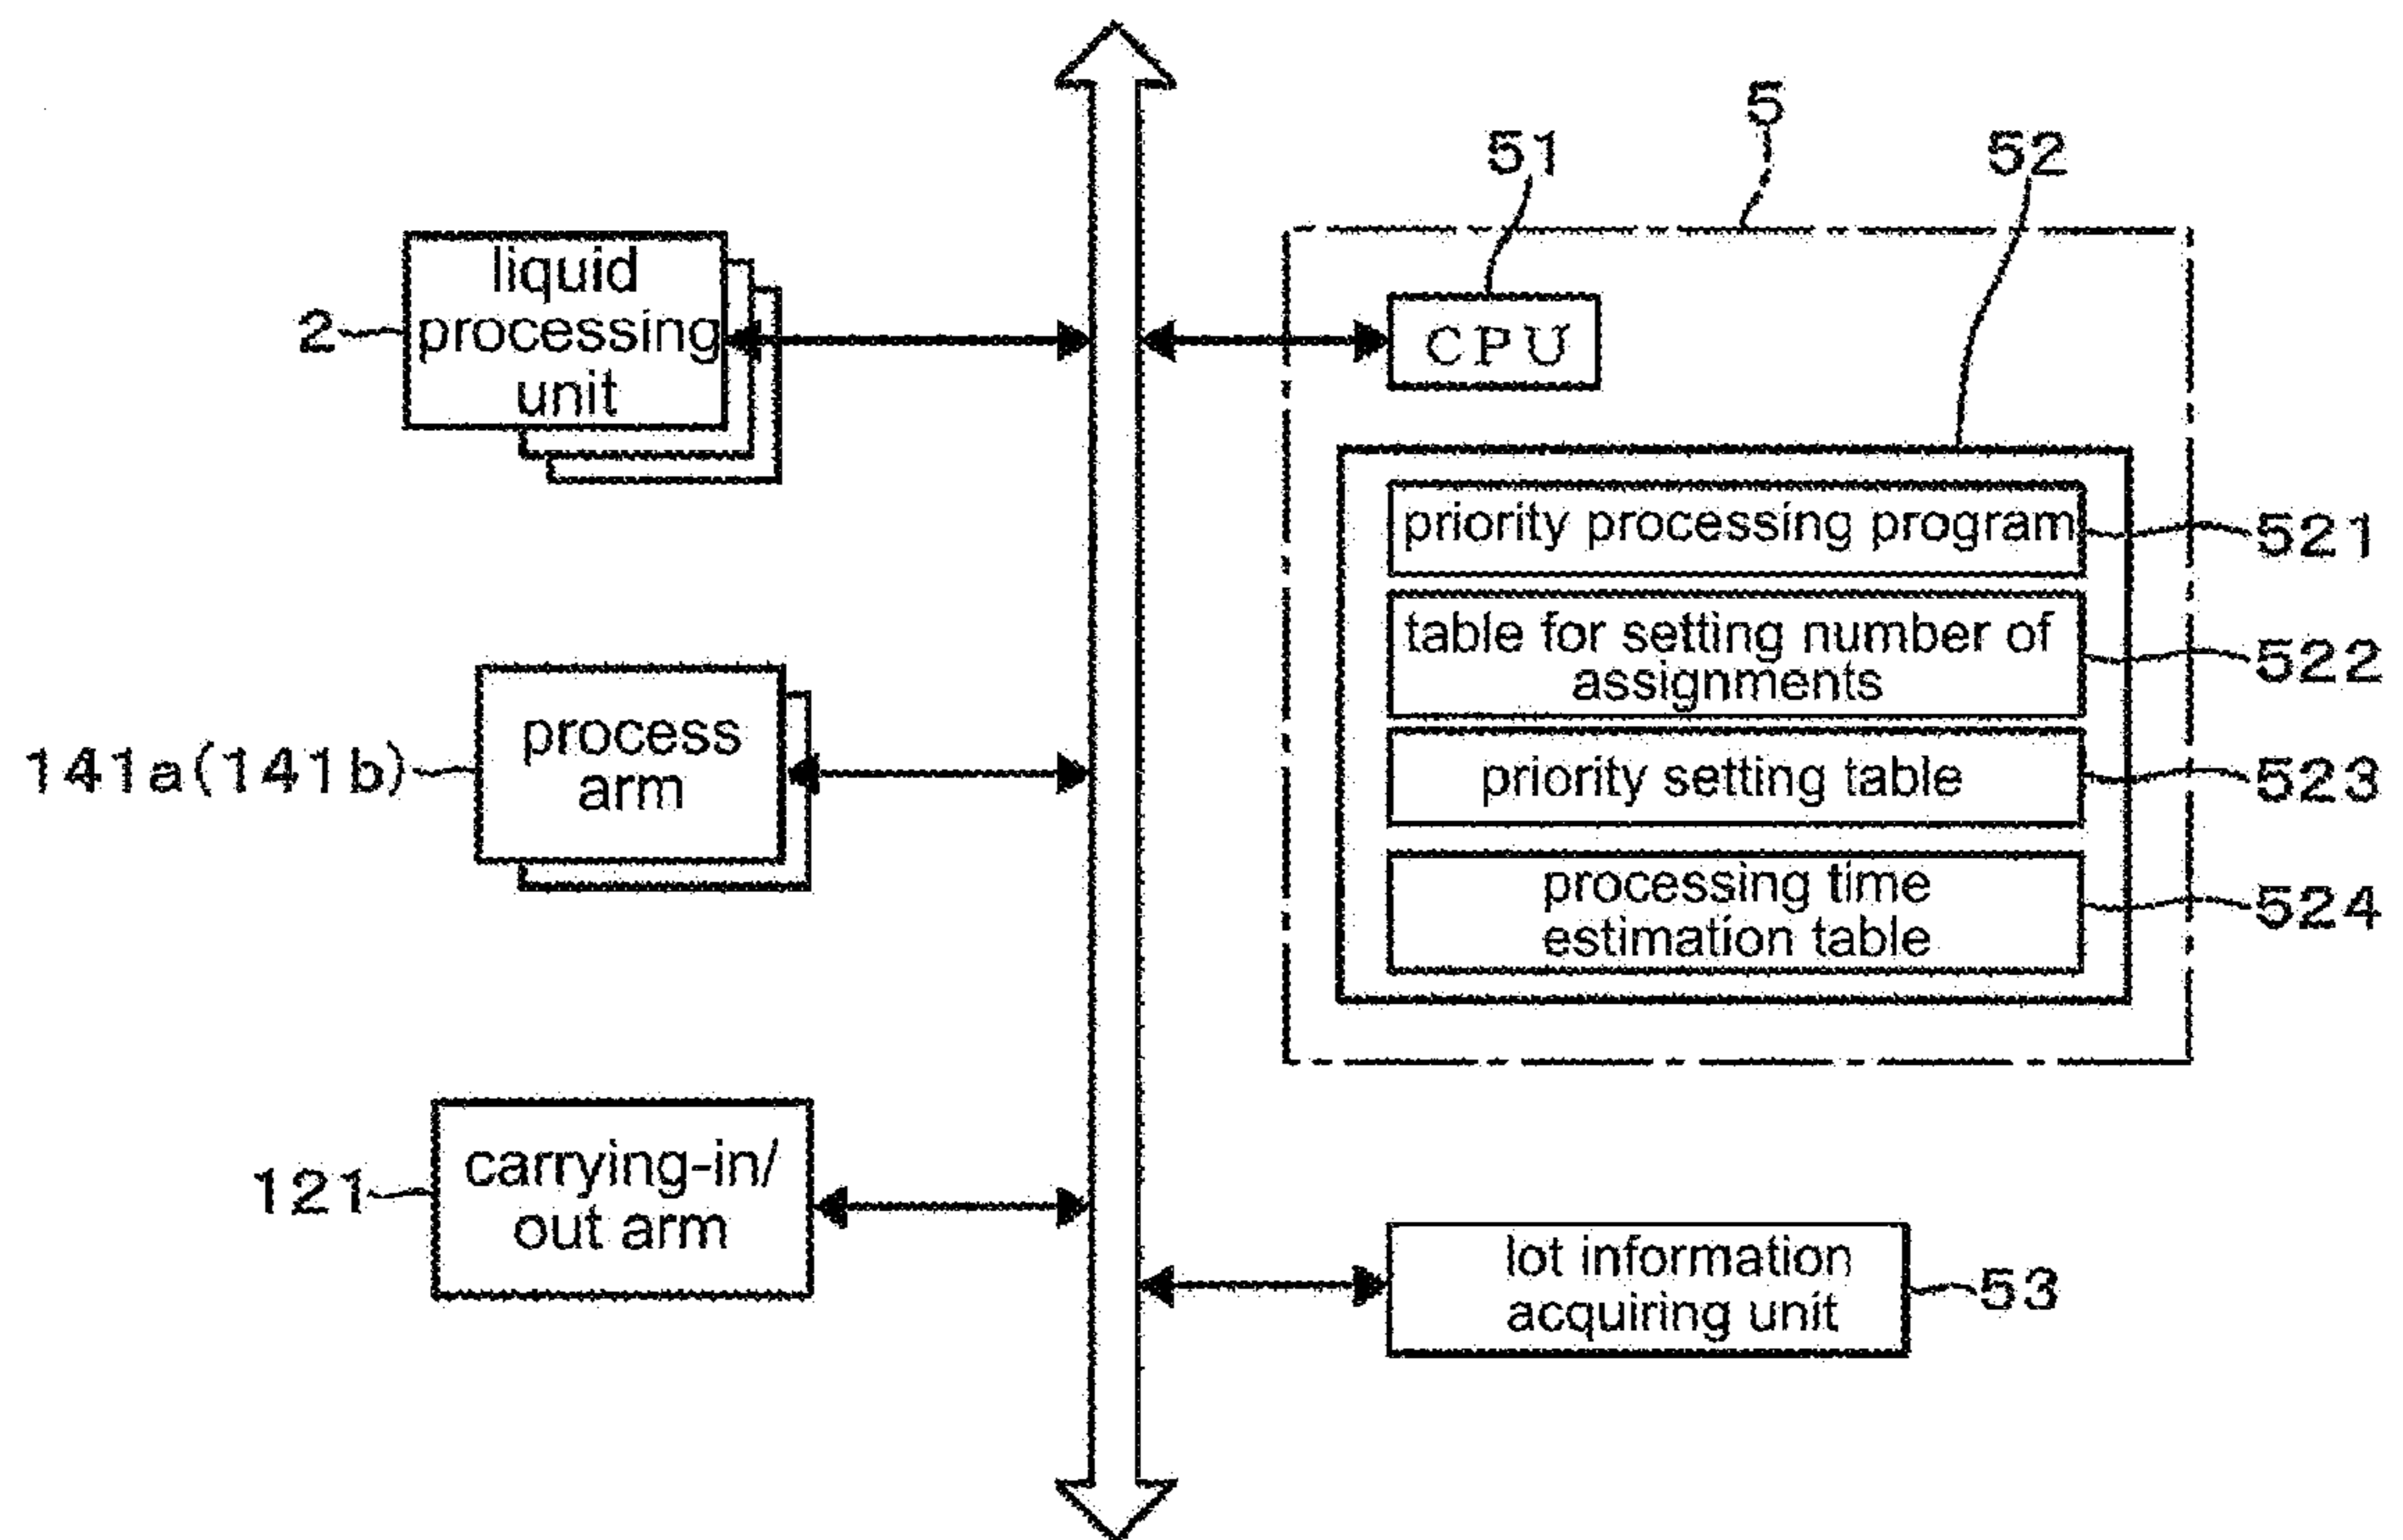 5
51
52
liquid
processing
unit
2
CPU
priority processing program
521
table for setting number of
assignments
522
process
arm
141a(141b)
priority setting table
523
processing time
estimation table
524
carrying-in/
out arm
121
lot information
acquiring unit
53